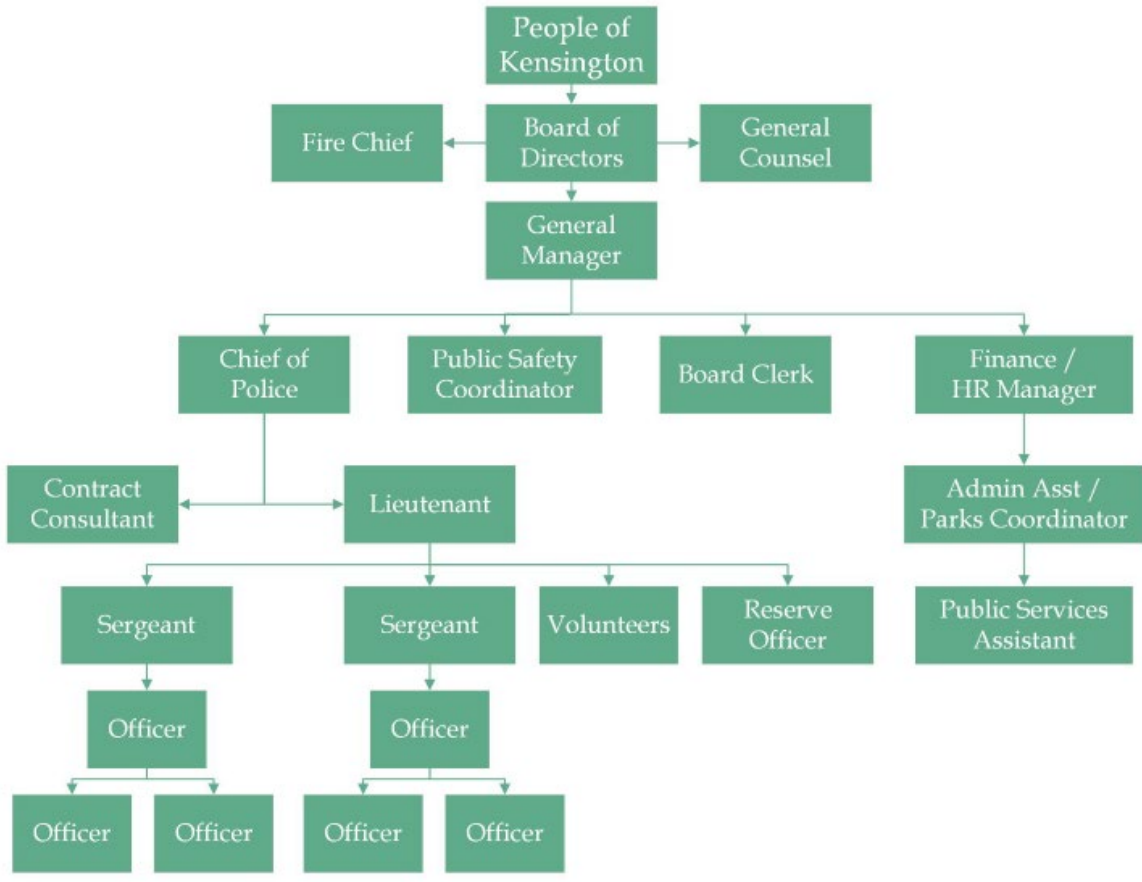 People of
Kensington
Fire Chief
Board of
Directors
General
Counsel
General
Manager
Chief of
Police
Public Safety
Coordinator
Board Clerk
Finance /
HR Manager
Contract
Consultant
Lieutenant
Admin Asst /
Parks Coordinator
Sergeant
Sergeant
Volunteers
Reserve
Officer
Public Services
Assistant
Officer
Officer
Officer
Officer
Officer
Officer